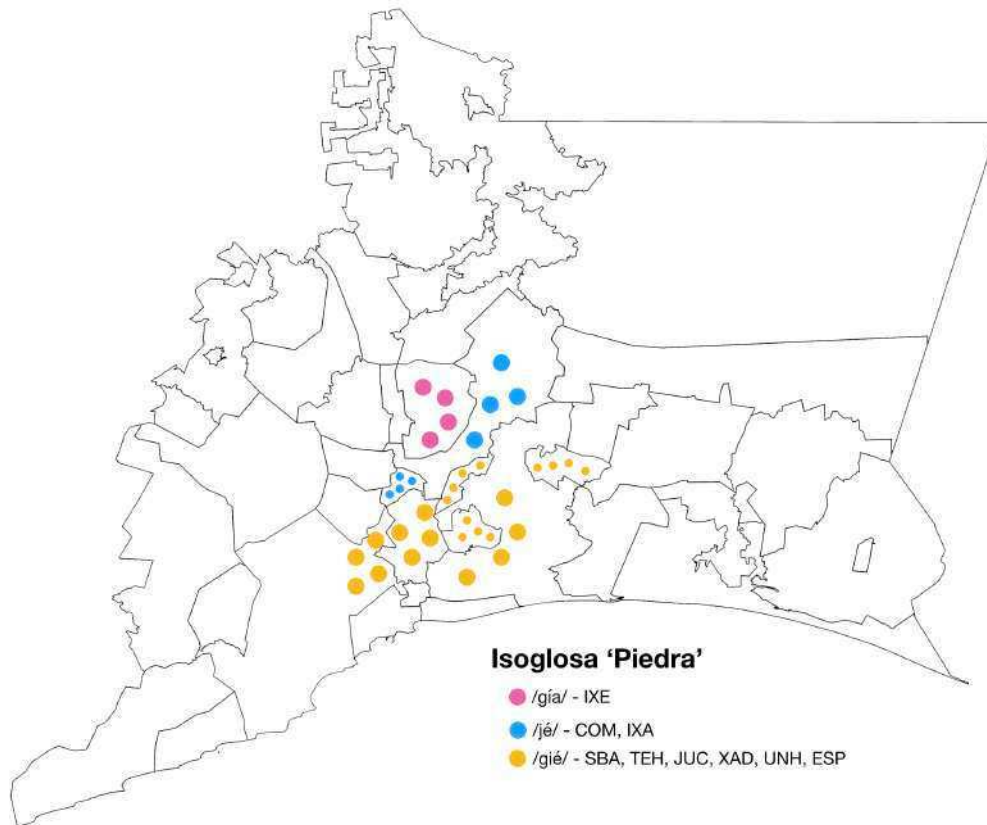 Isoglosa ‘Piedra’
/gía/ - IXE
/jé/ - COM, IXA
/gié/ - SBA, TEH, JUC, XAD, UNH, ESP